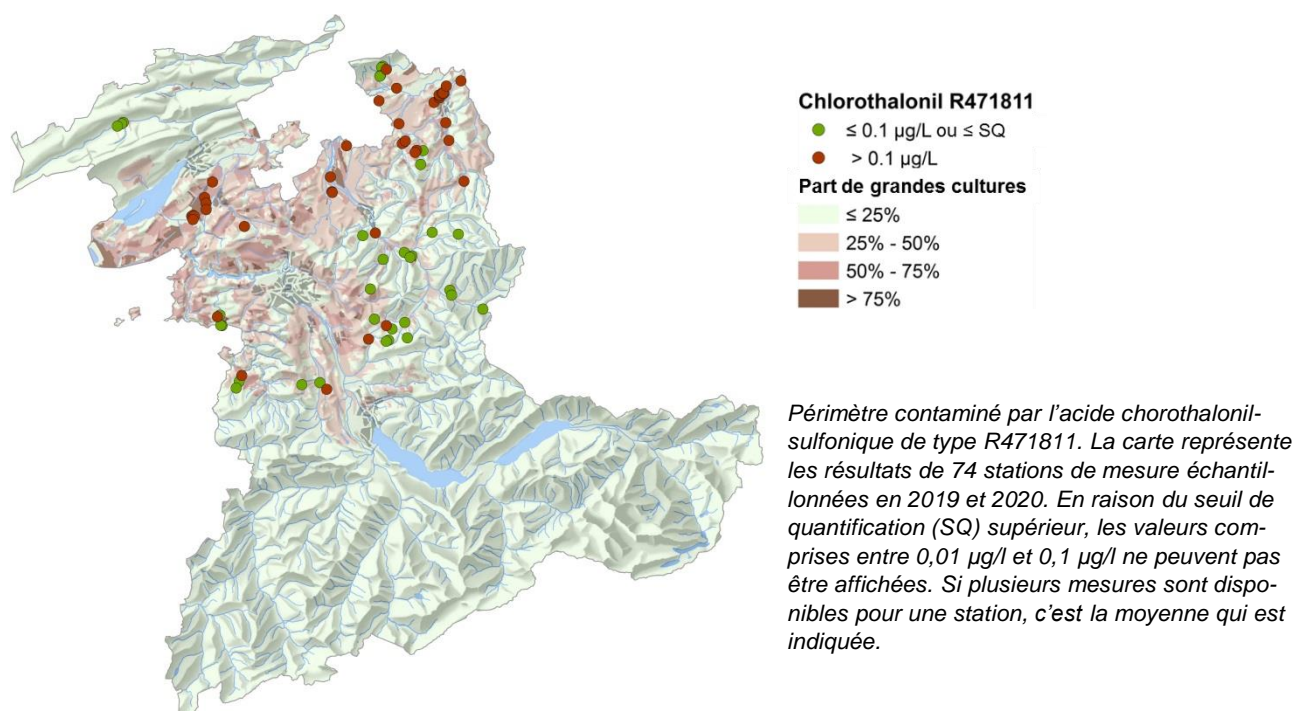 Chlorothalonil R471811
≤ 0.1 µg/L ou ≤ SQ
> 0.1 µg/L
Part de grandes cultures
≤ 25%
25% - 50%
50% - 75%
> 75%
Périmètre contaminé par l’acide chorothalonil-
sulfonique de type R471811. La carte représente
les résultats de 74 stations de mesure échantil-
lonnées en 2019 et 2020. En raison du seuil de
quantification (SQ) supérieur, les valeurs com-
prises entre 0,01 µg/l et 0,1 µg/l ne peuvent pas
être affichées. Si plusieurs mesures sont dispo-
nibles pour une station, c’est la moyenne qui est
indiquée.